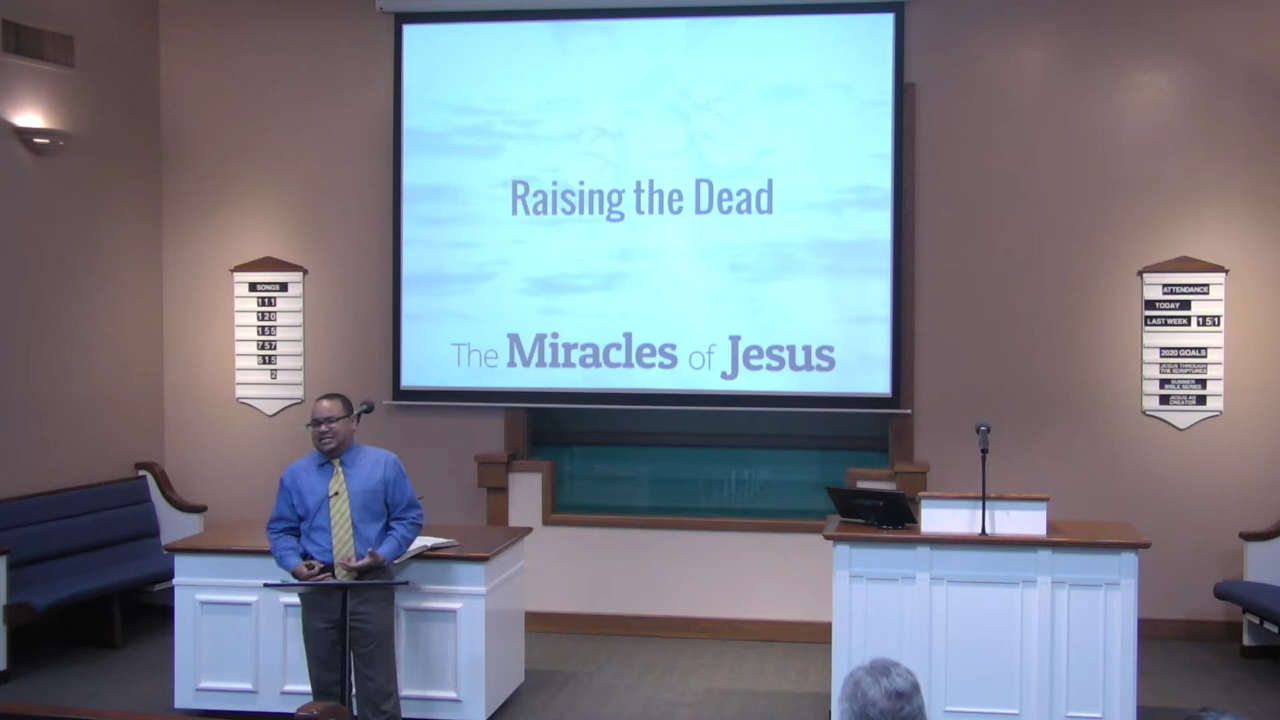 Raising the Dead
The Miracles of Jesus
SONGS
111
120
155
757
515
2
ATTENDANCE
TODAY
LAST WEEK 151
2020 GOALS
JESUS THROUGH
THE SCRIPTURES
SUMMER
BIBLE SERIES
JESUS AS
CREATOR